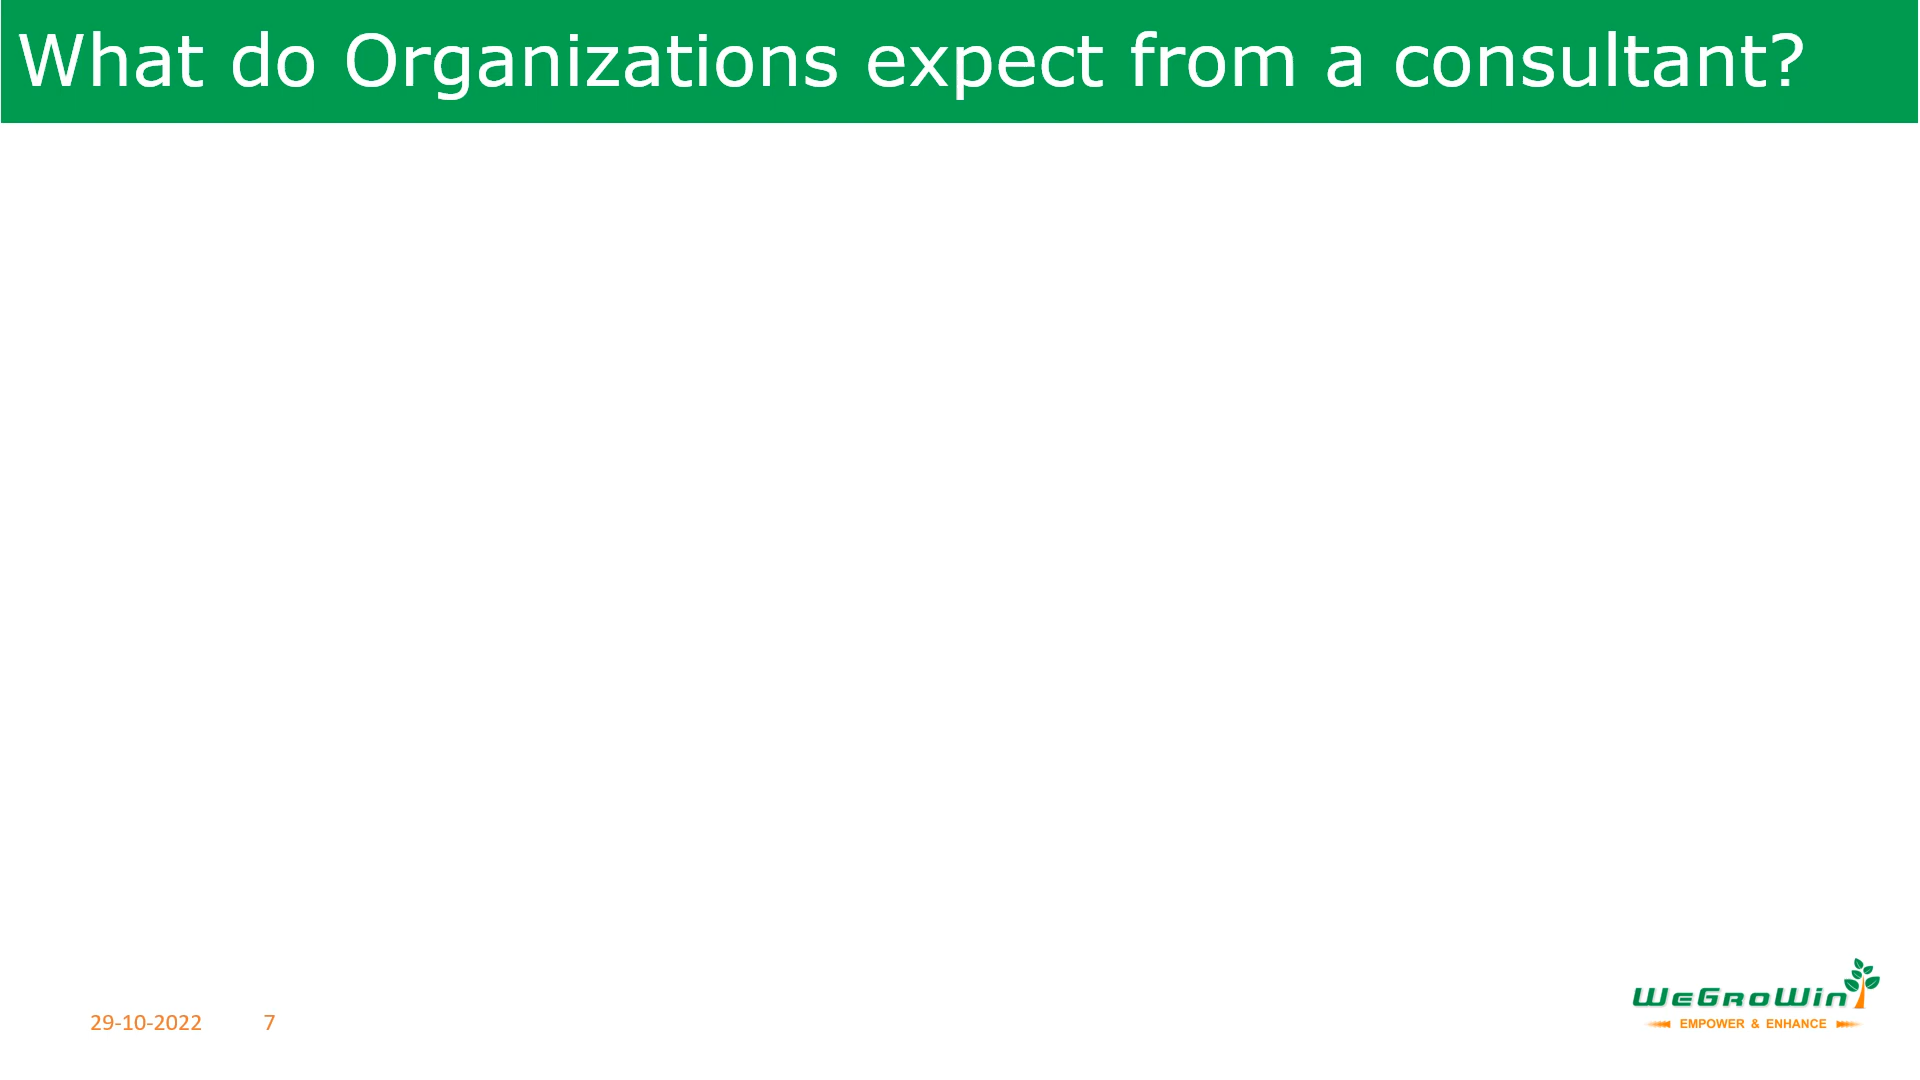 What do Organizations expect from a consultant?
29-10-2022 7
WeGroWin
EMPOWER & ENHANCE